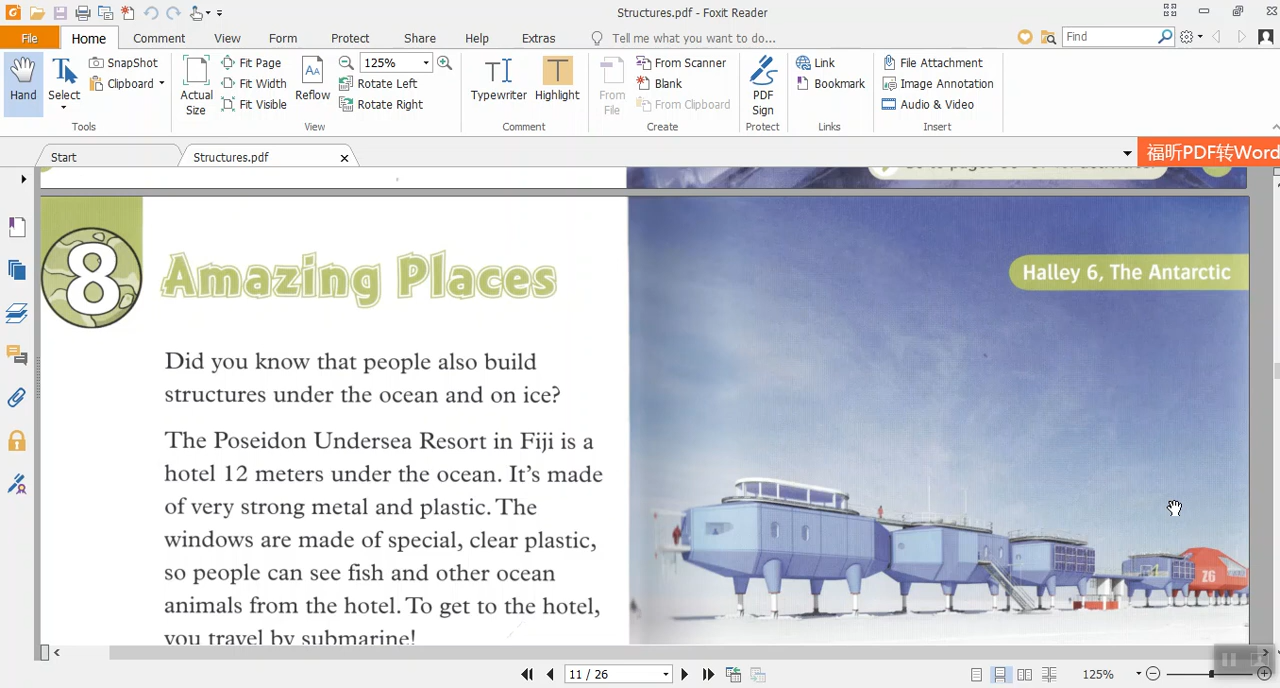 Structures.pdf - Foxit Reader
File
Home
Comment
View
Form
Protect
Share
Help
Extras
Tell me what you want to do...
Find
Hand
Select
SnapShot
Clipboard
Tools
Actual
Size
Fit Page
Fit Width
Fit Visible
Reflow
125%
Rotate Left
Rotate Right
View
Typewriter
Highlight
Comment
From
File
From Scanner
Blank
From Clipboard
Create
PDF
Sign
Protect
Link
Bookmark
Links
File Attachment
Image Annotation
Audio & Video
Insert
Start
Structures.pdf
福昕PDF转Word
8
Amazing Places
Halley 6, The Antarctic
Did you know that people also build
structures under the ocean and on ice?
The Poseidon Undersea Resort in Fiji is a
hotel 12 meters under the ocean. It's made
of very strong metal and plastic. The
windows are made of special, clear plastic,
so people can see fish and other ocean
animals from the hotel. To get to the hotel,
you travel by submarine!
Z6
11 / 26
125%